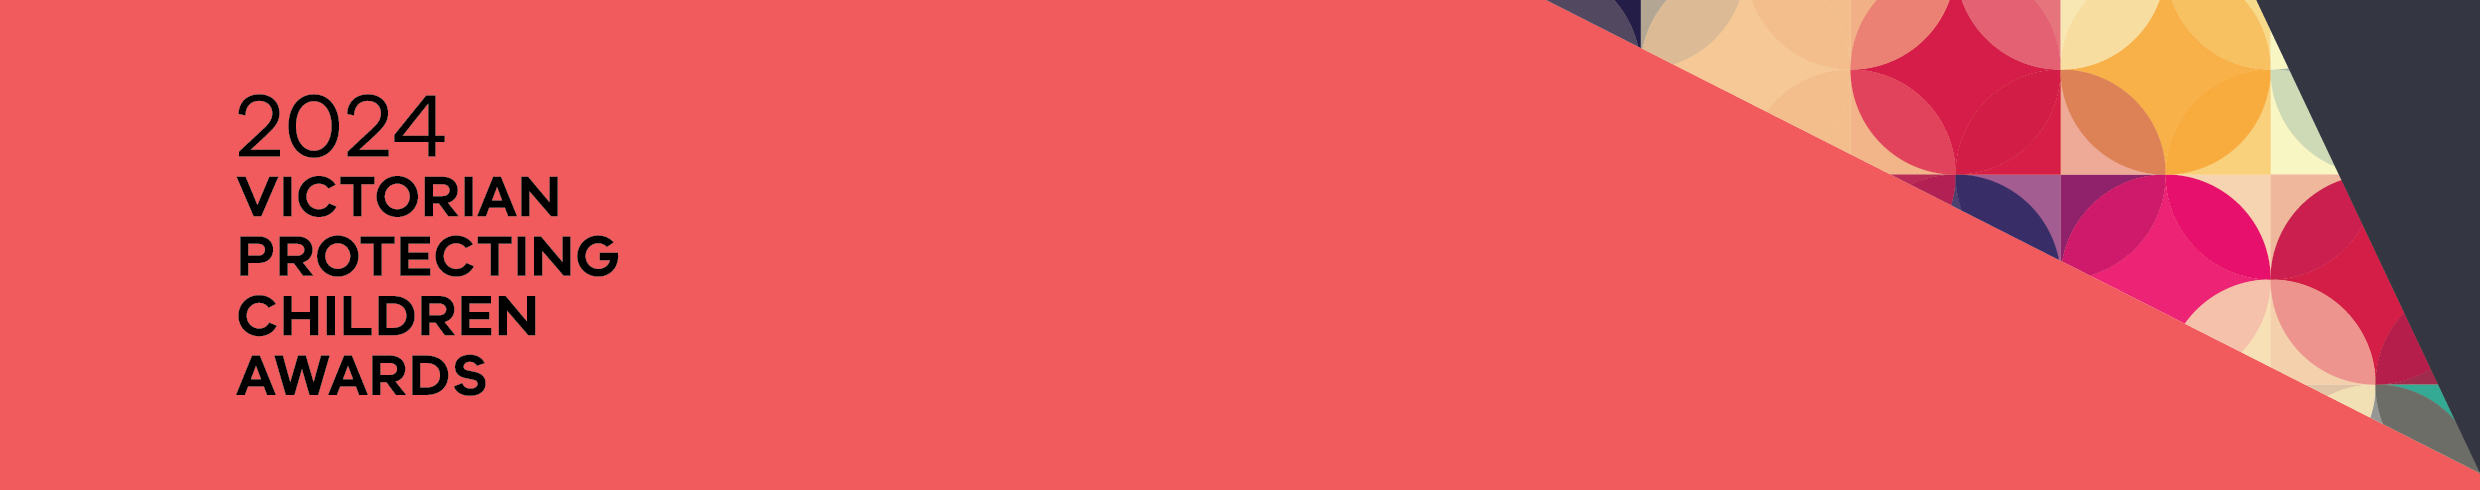 2024
VICTORIAN
PROTECTING
CHILDREN
AWARDS